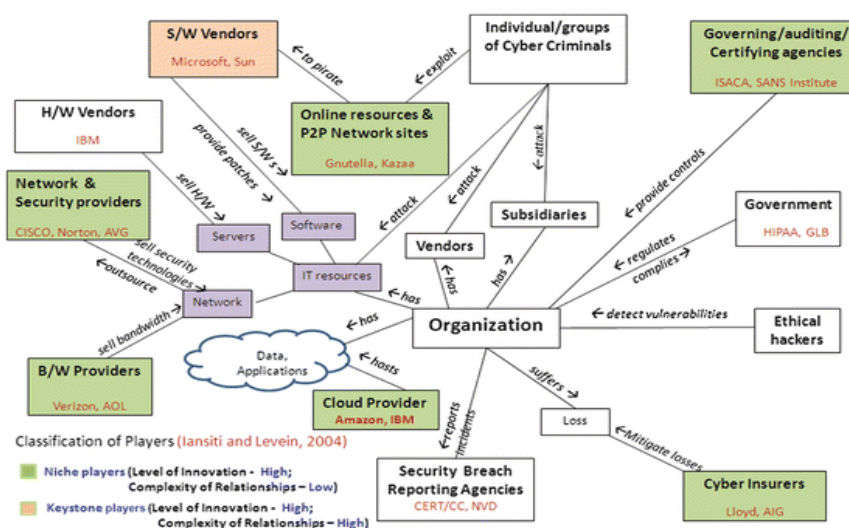 S/W Vendors
Microsoft, Sun
Individual/groups
of Cyber Criminals
Governing/auditing/
Certifying agencies
ISACA, SANS Institute
← to pirate
← exploit
H/W Vendors
IBM
Online resources &
P2P Network sites
Gnutella, Kazaa
sell S/W s →
provide patches →
Network &
Security providers
CISCO, Norton, AVG
sell H/W →
← attack
← attack
← attack
← provide controls
Servers
Software
Subsidiaries
Vendors
Government
HIPAA, GLB
sell security
technologies →
← outsource
IT resources
← regulates
complies →
Network
← has
← has
has →
sell bandwidth →
Organization
← detect vulnerabilities
Ethical
hackers
← has
Data,
Applications
← hosts
B/W Providers
Verizon, AOL
Cloud Provider
Amazon, IBM
suffers →
Loss
← reports
incidents
← Mitigate losses
Classification of Players (Iansiti and Levein, 2004)
Niche players (Level of Innovation - High;
Complexity of Relationships – Low)
Keystone players (Level of Innovation -
High; Complexity of Relationships – High)
Security Breach
Reporting Agencies
CERT/CC, NVD
Cyber Insurers
Lloyd, AIG